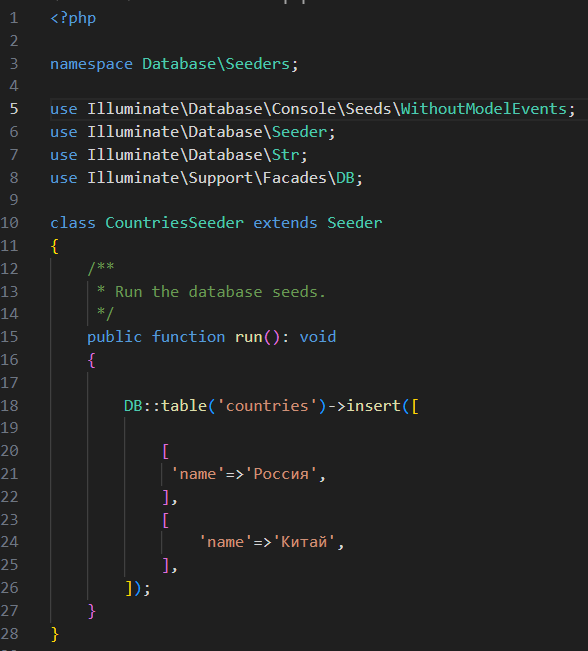 1 <?php
2
3 namespace Database\Seeders;
4
5 use Illuminate\Database\Console\Seeds\WithoutModelEvents;
6 use Illuminate\Database\Seeder;
7 use Illuminate\Database\Str;
8 use Illuminate\Support\Facades\DB;
9
10 class CountriesSeeder extends Seeder
11 {
12     /**
13      * Run the database seeds.
14      */
15     public function run(): void
16     {
17
18         DB::table('countries')->insert([
19
20             [
21              'name'=>'Россия',
22             ],
23             [
24                 'name'=>'Китай',
25             ],
26         ]);
27     }
28 }